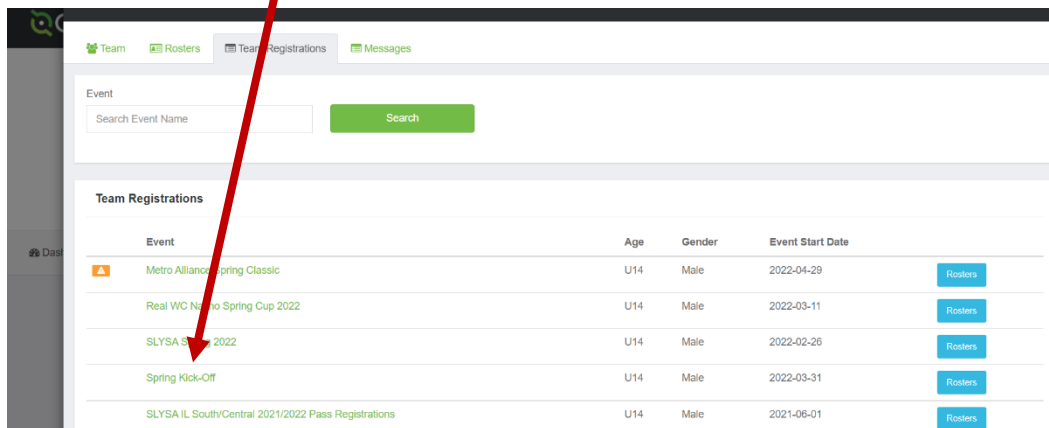 Team Rosters Team Registrations Messages
Event
Search Event Name Search
Team Registrations
Event Age Gender Event Start Date
Metro Alliance Spring Classic U14 Male 2022-04-29 Rosters
Real WC Spring Cup 2022 U14 Male 2022-03-11 Rosters
SLYSA 2022 U14 Male 2022-02-26 Rosters
Spring Kick-Off U14 Male 2022-03-31 Rosters
SLYSA IL South/Central 2021/2022 Pass Registrations U14 Male 2021-06-01 Rosters